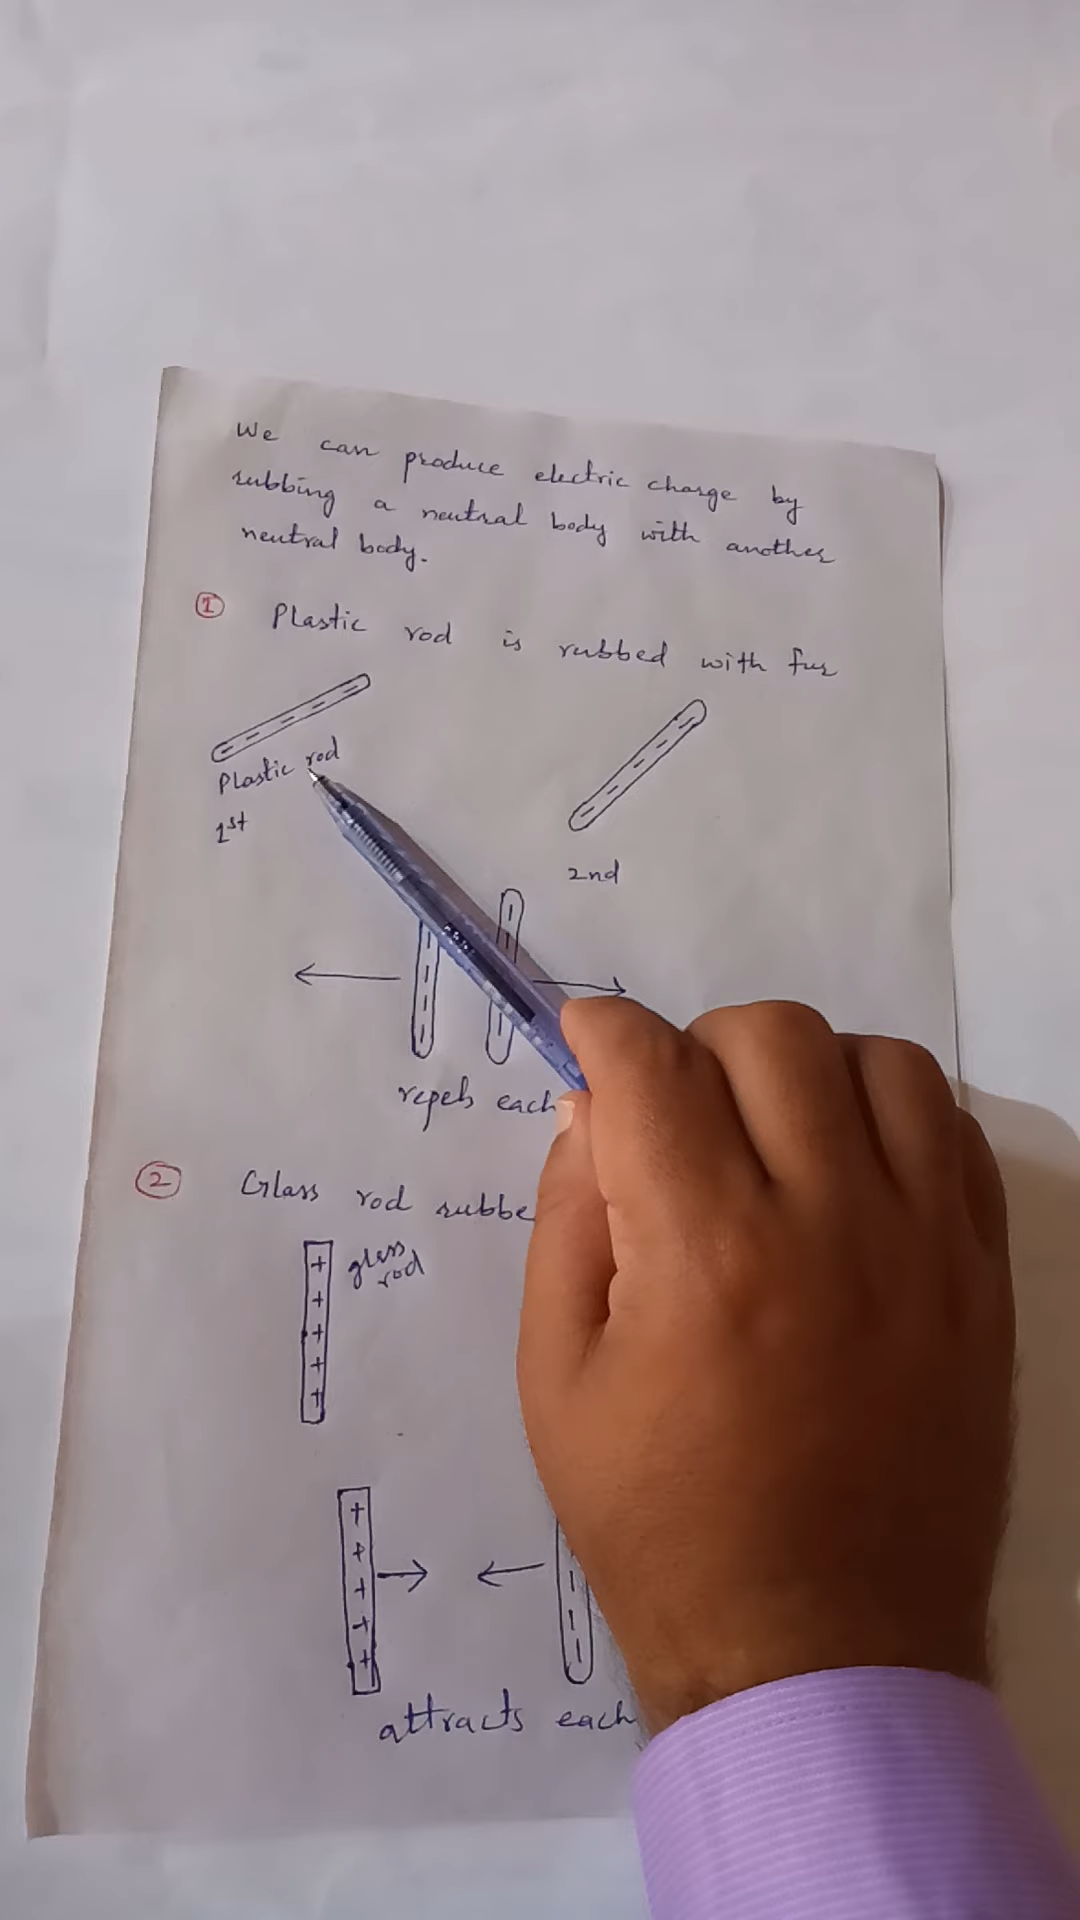 We can produce electric charge by
rubbing a neutral body with another
neutral body.
1 Plastic rod is rubbed with fur
Plastic rod
1st
2nd
repels each
2 Glass rod rubbe
glass
rod
attracts each